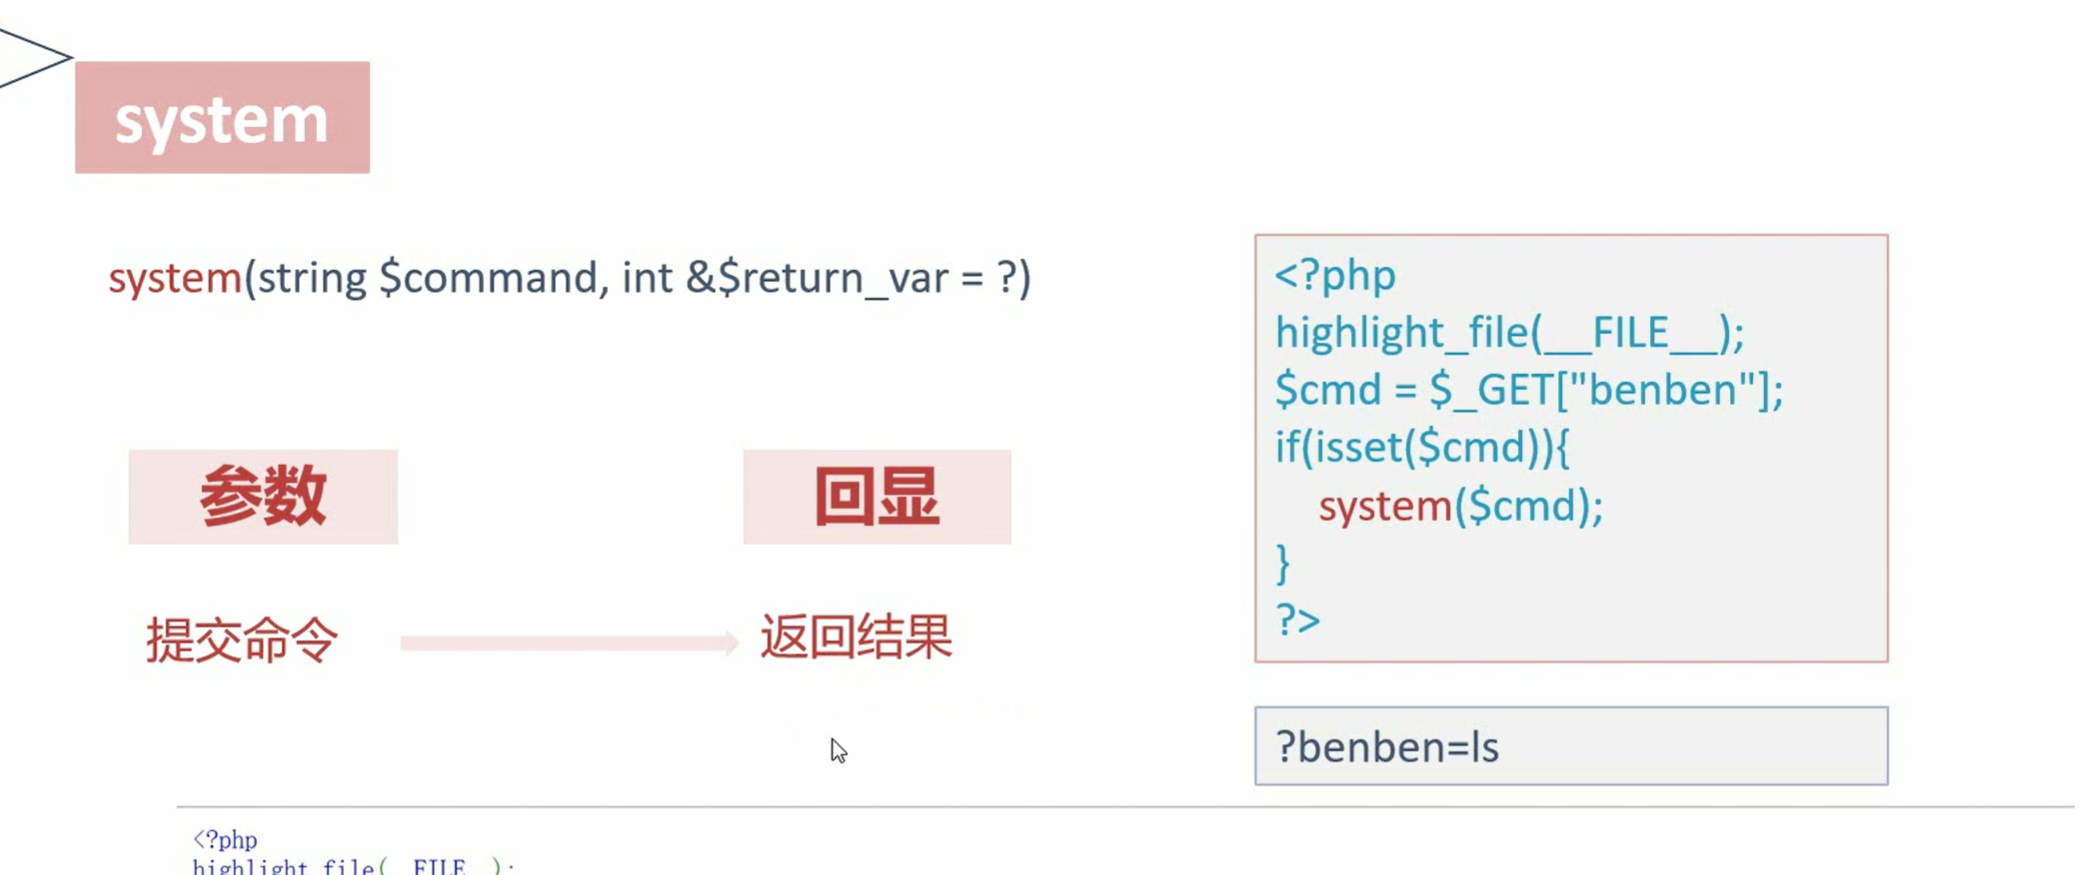 system
system(string $command, int &$return_var = ?)
参数
回显
提交命令
返回结果
<?php
highlight_file(__FILE__);
$cmd = $_GET["benben"];
if(isset($cmd)){
system($cmd);
}
?>
?benben=ls
<?php
highlight_file(__FILE__);